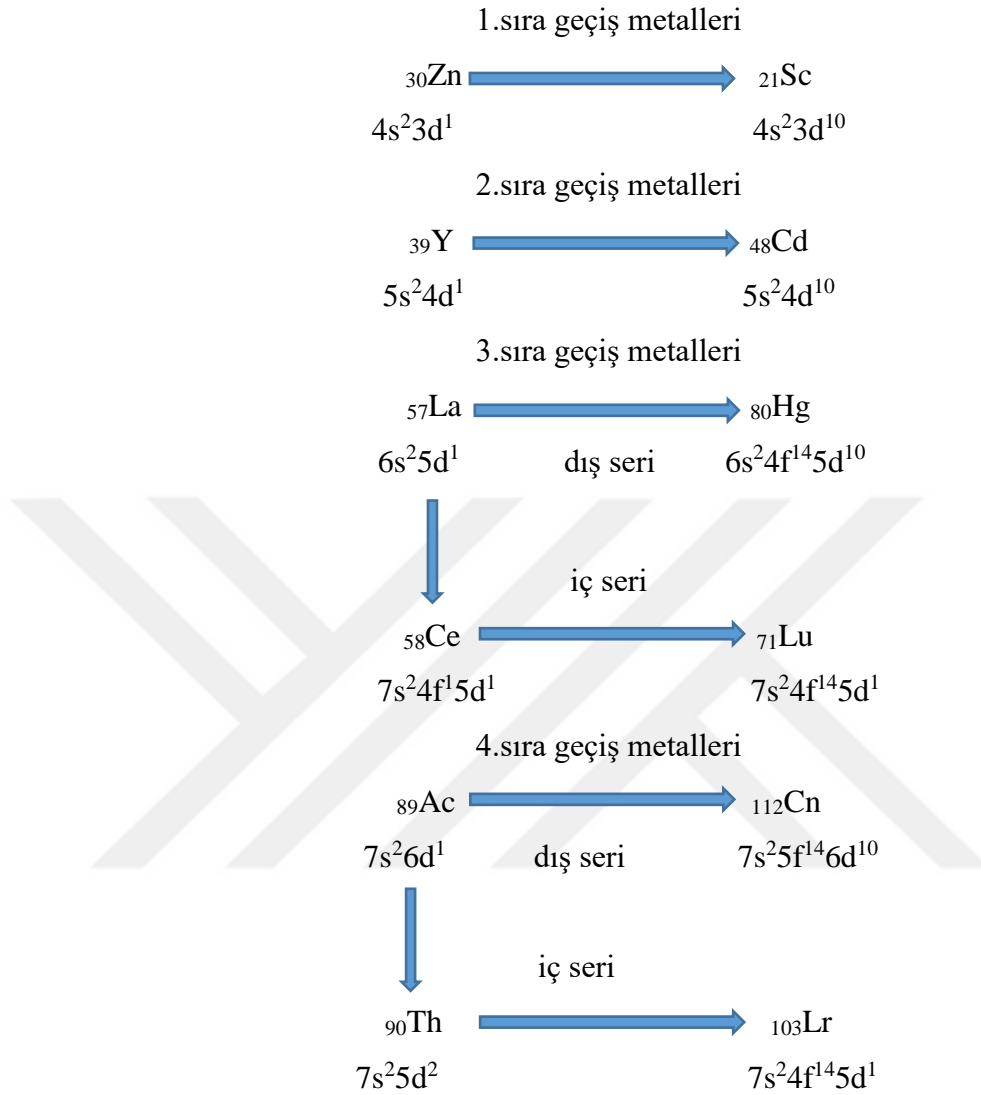 1.sıra geçiş metalleri
₃₀Zn ₂₁Sc
4s²3d¹ 4s²3d¹⁰
2.sıra geçiş metalleri
₃₉Y ₄₈Cd
5s²4d¹ 5s²4d¹⁰
3.sıra geçiş metalleri
₅₇La ₈₀Hg
6s²5d¹ dış seri 6s²4f¹⁴5d¹⁰
iç seri
₅₈Ce ₇₁Lu
7s²4f¹5d¹ 7s²4f¹⁴5d¹
4.sıra geçiş metalleri
₈₉Ac ₁₁₂Cn
7s²6d¹ dış seri 7s²5f¹⁴6d¹⁰
iç seri
₉₀Th ₁₀₃Lr
7s²5d² 7s²4f¹⁴5d¹